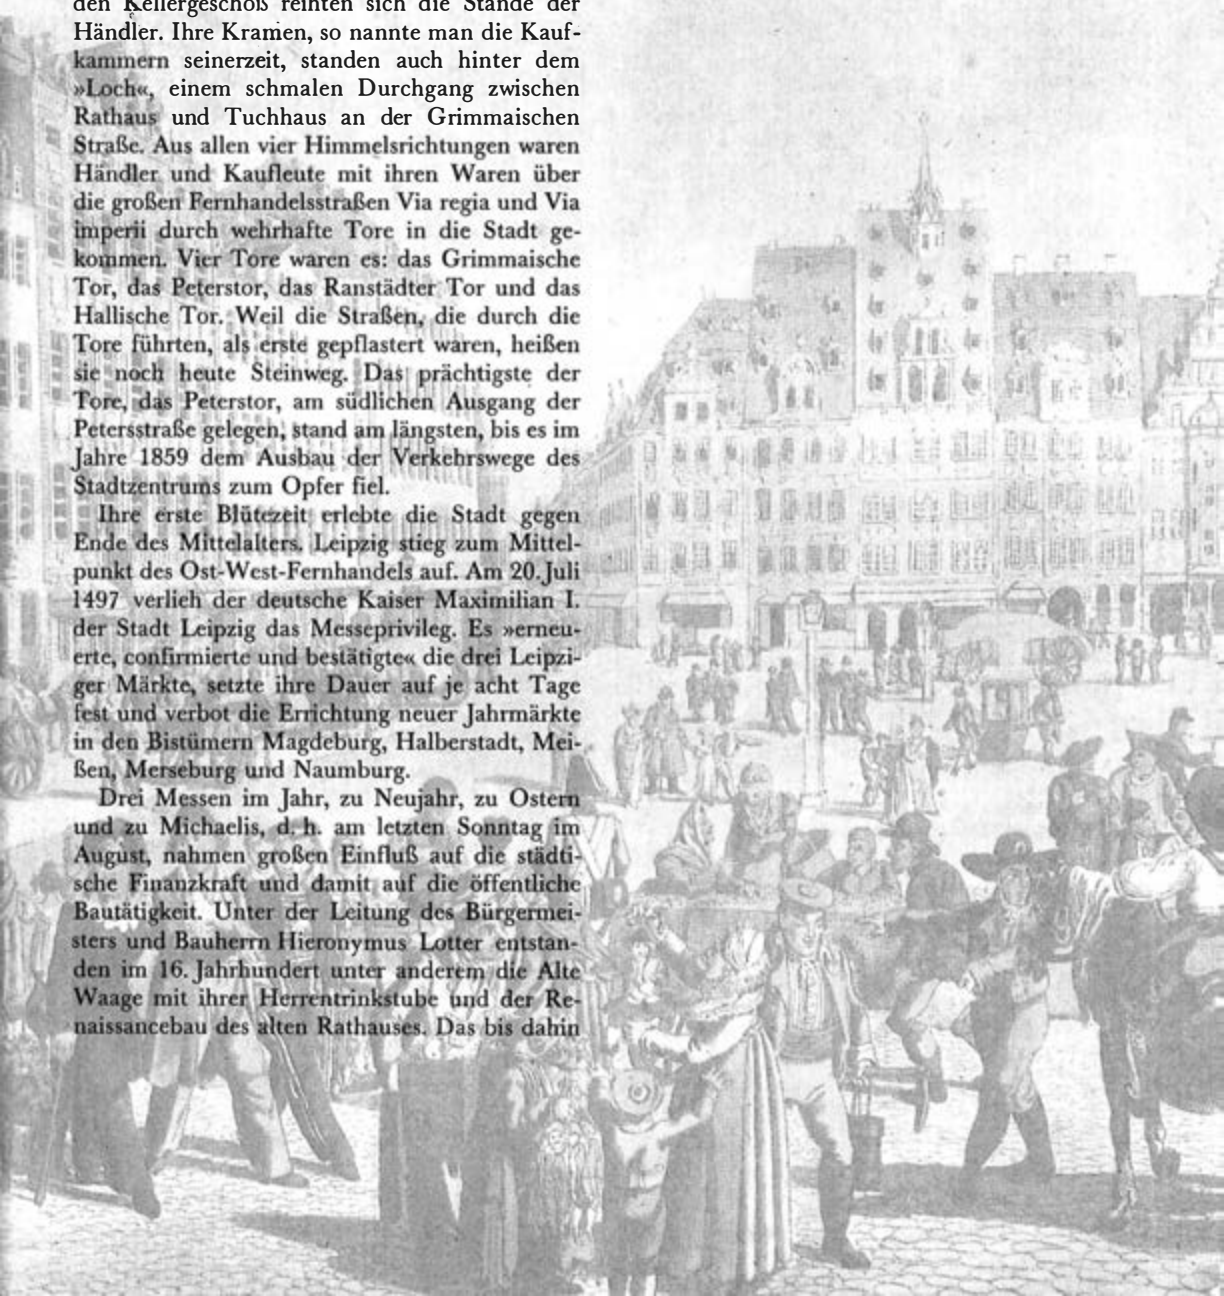 den Kellergeschoß reihten sich die Stände der
Händler. Ihre Kramen, so nannte man die Kauf-
kammern seinerzeit, standen auch hinter dem
»Loch«, einem schmalen Durchgang zwischen
Rathaus und Tuchhaus an der Grimmaischen
Straße. Aus allen vier Himmelsrichtungen waren
Händler und Kaufleute mit ihren Waren über
die großen Fernhandelsstraßen Via regia und Via
imperii durch wehrhafte Tore in die Stadt ge-
kommen. Vier Tore waren es: das Grimmaische
Tor, das Peterstor, das Ranstädter Tor und das
Hallische Tor. Weil die Straßen, die durch die
Tore führten, als erste gepflastert waren, heißen
sie noch heute Steinweg. Das prächtigste der
Tore, das Peterstor, am südlichen Ausgang der
Petersstraße gelegen, stand am längsten, bis es im
Jahre 1859 dem Ausbau der Verkehrswege des
Stadtzentrums zum Opfer fiel.
Ihre erste Blütezeit erlebte die Stadt gegen
Ende des Mittelalters. Leipzig stieg zum Mittel-
punkt des Ost-West-Fernhandels auf. Am 20. Juli
1497 verlieh der deutsche Kaiser Maximilian I.
der Stadt Leipzig das Messeprivileg. Es »erneu-
erte, confirmierte und bestätigte« die drei Leipzi-
ger Märkte, setzte ihre Dauer auf je acht Tage
fest und verbot die Errichtung neuer Jahrmärkte
in den Bistümern Magdeburg, Halberstadt, Mei-
ßen, Merseburg und Naumburg.
Drei Messen im Jahr, zu Neujahr, zu Ostern
und zu Michaelis, d. h. am letzten Sonntag im
August, nahmen großen Einfluß auf die städti-
sche Finanzkraft und damit auf die öffentliche
Bautätigkeit. Unter der Leitung des Bürgermei-
sters und Bauherrn Hieronymus Lotter entstan-
den im 16. Jahrhundert unter anderem die Alte
Waage mit ihrer Herrentrinkstube und der Re-
naissancebau des alten Rathauses. Das bis dahin